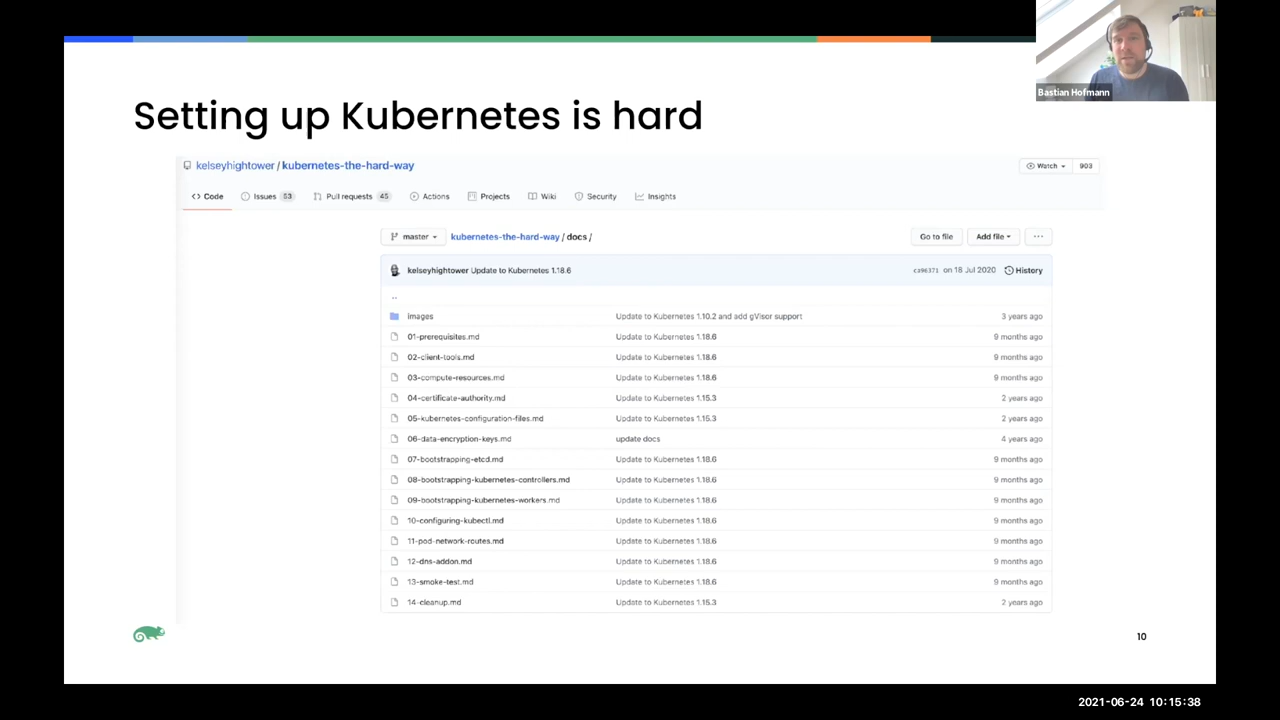 Bastian Hofmann
Setting up Kubernetes is hard
kelseyhightower / kubernetes-the-hard-way
Watch 903
Code Issues 53 Pull requests 45 Actions Projects Wiki Security Insights
master kubernetes-the-hard-way / docs / Go to file Add file ...
kelseyhightower Update to Kubernetes 1.18.6 ca96371 on 18 Jul 2020 History
..
images Update to Kubernetes 1.10.2 and add gVisor support 3 years ago
01-prerequisites.md Update to Kubernetes 1.18.6 9 months ago
02-client-tools.md Update to Kubernetes 1.18.6 9 months ago
03-compute-resources.md Update to Kubernetes 1.18.6 9 months ago
04-certificate-authority.md Update to Kubernetes 1.15.3 2 years ago
05-kubernetes-configuration-files.md Update to Kubernetes 1.15.3 2 years ago
06-data-encryption-keys.md update docs 4 years ago
07-bootstrapping-etcd.md Update to Kubernetes 1.18.6 9 months ago
08-bootstrapping-kubernetes-controllers.md Update to Kubernetes 1.18.6 9 months ago
09-bootstrapping-kubernetes-workers.md Update to Kubernetes 1.18.6 9 months ago
10-configuring-kubectl.md Update to Kubernetes 1.18.6 9 months ago
11-pod-network-routes.md Update to Kubernetes 1.18.6 9 months ago
12-dns-addon.md Update to Kubernetes 1.18.6 9 months ago
13-smoke-test.md Update to Kubernetes 1.18.6 9 months ago
14-cleanup.md Update to Kubernetes 1.15.3 2 years ago
10
2021-06-24 10:15:38